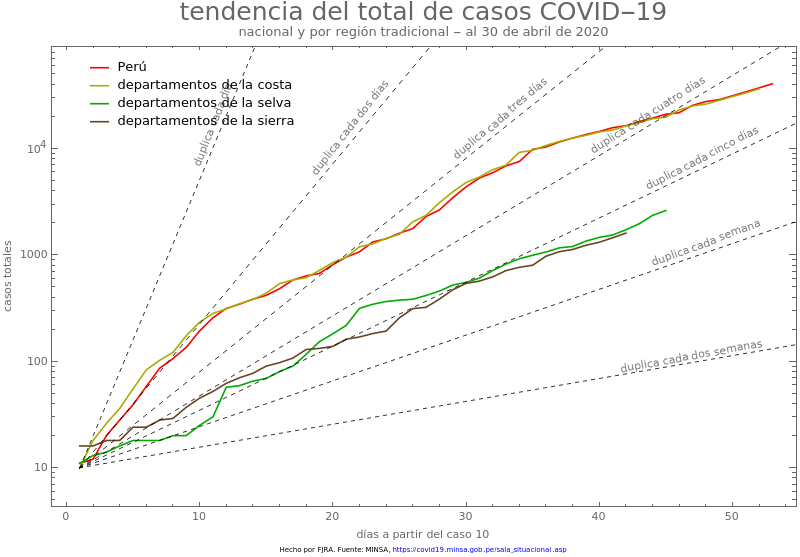 tendencia del total de casos COVID−19
nacional y por región tradicional − al 30 de abril de 2020
Perú
departamentos de la costa
departamentos de la selva
departamentos de la sierra
duplica cada día
duplica cada dos días
duplica cada tres días
duplica cada cuatro días
duplica cada cinco días
duplica cada semana
duplica cada dos semanas
casos totales
10^4
1000
100
10
0 10 20 30 40 50
días a partir del caso 10
Hecho por FJRA. Fuente: MINSA, https://covid19.minsa.gob.pe/sala_situacional.asp